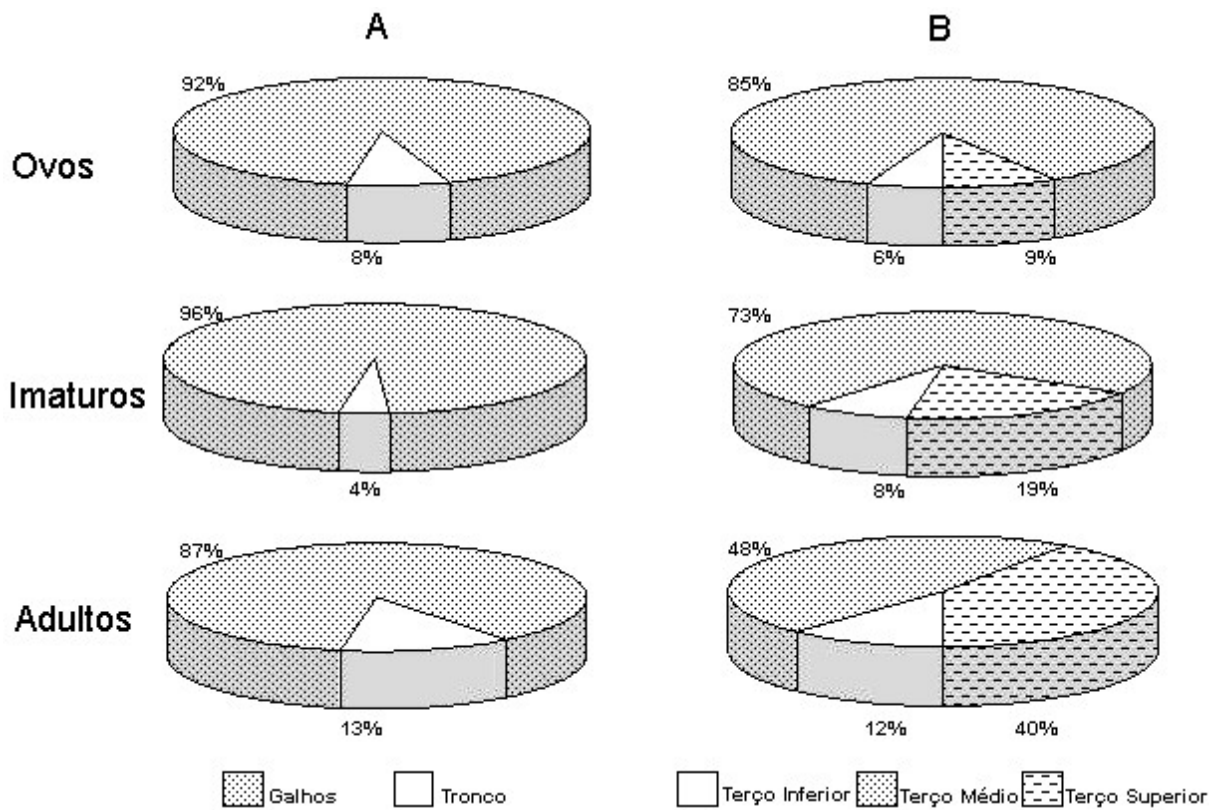 A B
92% 85%
Ovos
8% 6% 9%
96% 73%
Imaturos
4% 8% 19%
87% 48%
Adultos
13% 12% 40%
Galhos Tronco Terço Inferior Terço Médio Terço Superior